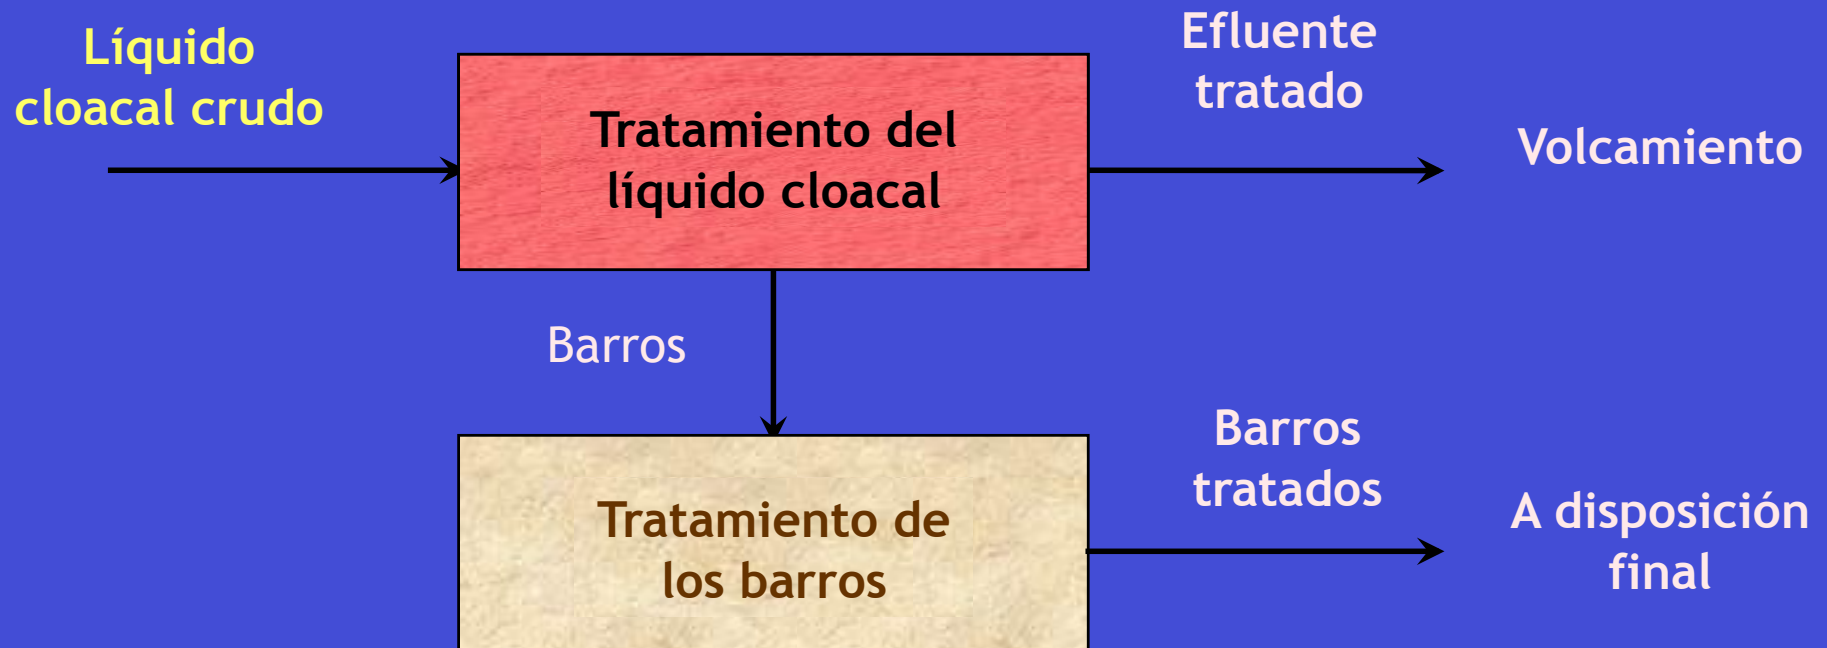 Líquido
cloacal crudo
Tratamiento del
líquido cloacal
Efluente
tratado
Volcamiento
Barros
Tratamiento de
los barros
Barros
tratados
A disposición
final